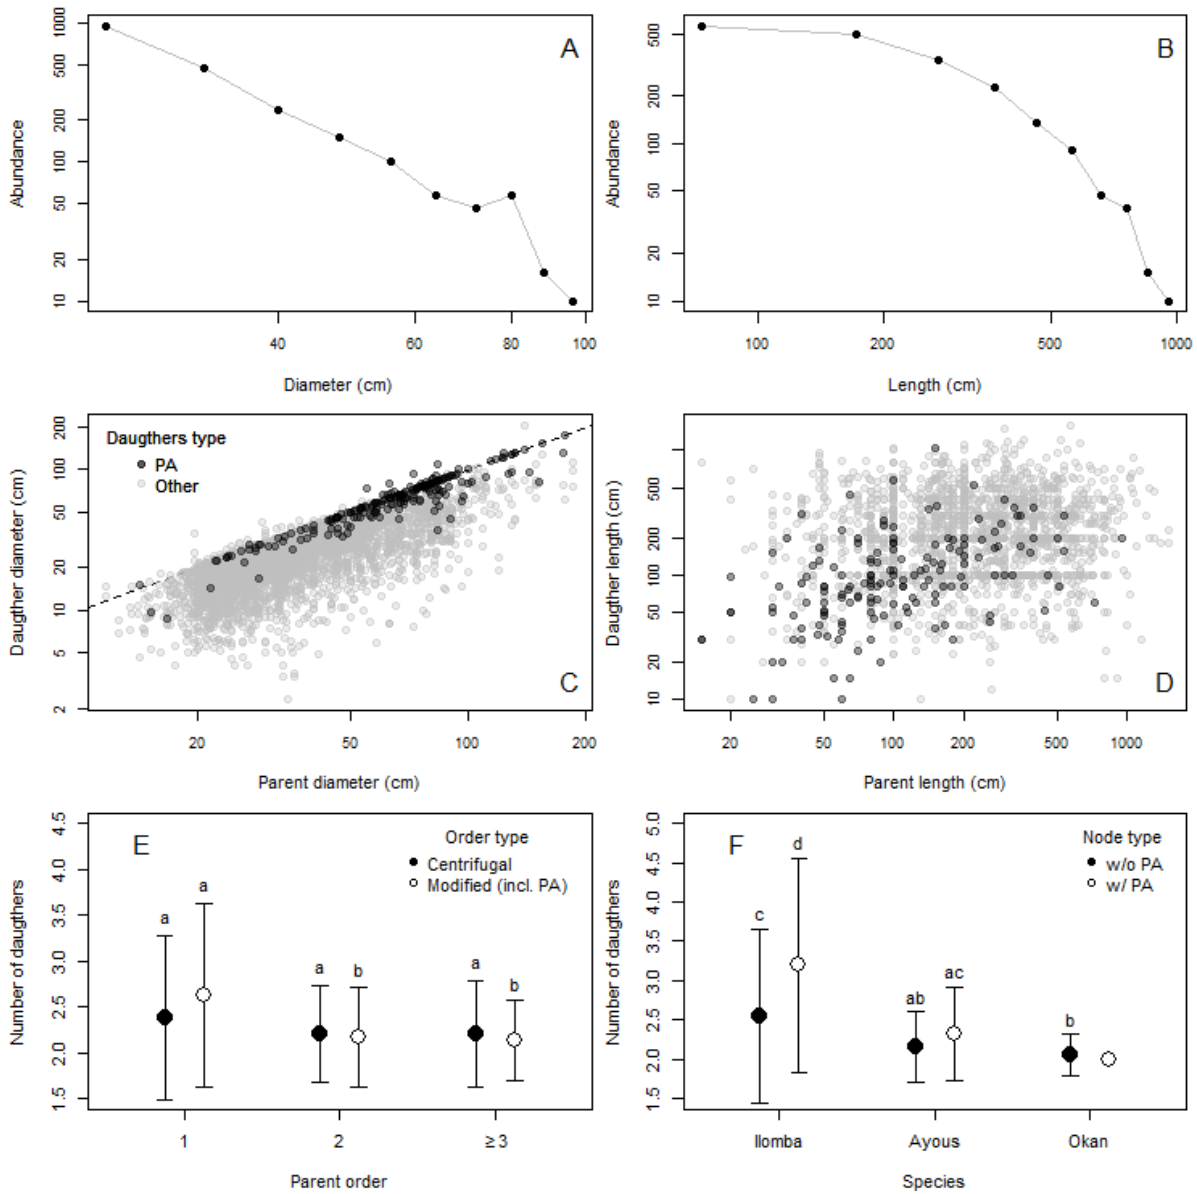 A
Abundance
1000
500
200
100
50
20
10
40
60
80
100
Diameter (cm)
B
Abundance
500
200
100
50
20
10
100
200
500
1000
Length (cm)
C
Daugther diameter (cm)
200
100
50
20
10
5
2
Daugthers type
PA
Other
20
50
100
200
Parent diameter (cm)
D
Daugther length (cm)
500
200
100
50
20
10
20
50
100
200
500
1000
Parent length (cm)
E
Number of daugthers
4.5
4.0
3.5
3.0
2.5
2.0
1.5
Order type
Centrifugal
Modified (incl. PA)
a
a
a
b
a
b
1
2
≥3
Parent order
F
Number of daugthers
5.0
4.5
4.0
3.5
3.0
2.5
2.0
1.5
Node type
w/o PA
w/ PA
c
d
ab
ac
b
Ilomba
Ayous
Okan
Species